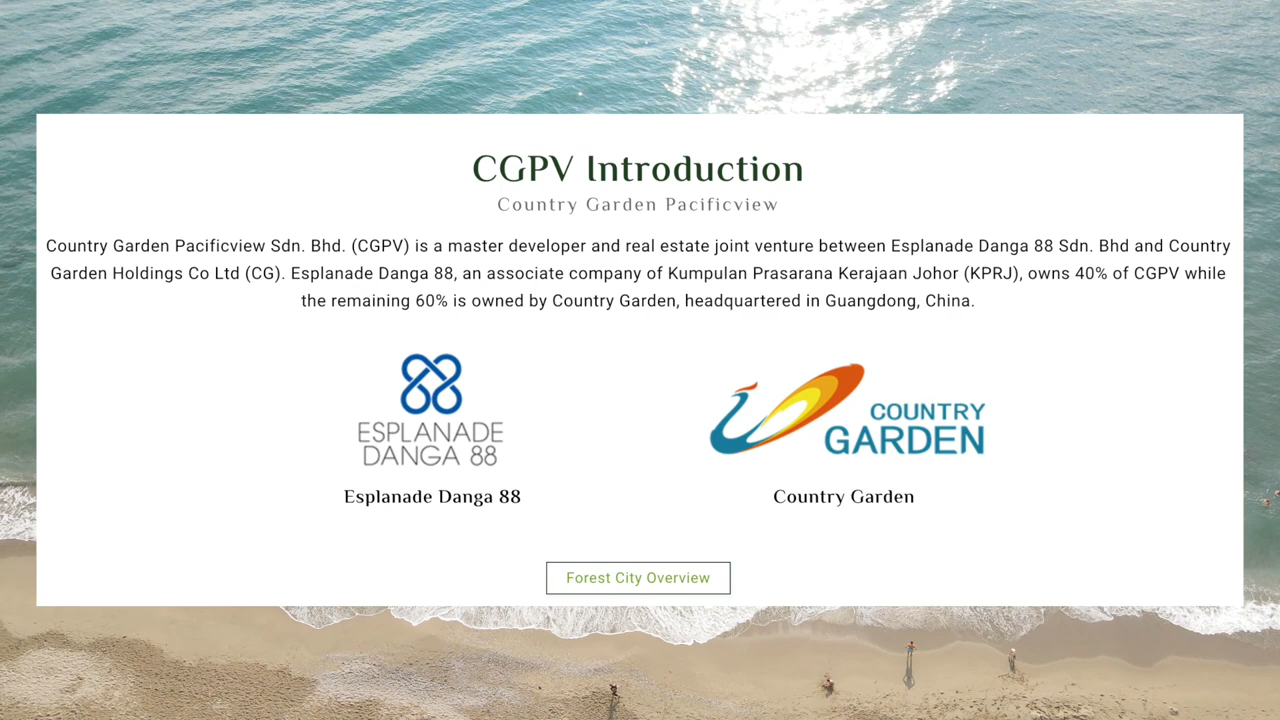 CGPV Introduction
Country Garden Pacificview
Country Garden Pacificview Sdn. Bhd. (CGPV) is a master developer and real estate joint venture between Esplanade Danga 88 Sdn. Bhd and Country
Garden Holdings Co Ltd (CG). Esplanade Danga 88, an associate company of Kumpulan Prasarana Kerajaan Johor (KPRJ), owns 40% of CGPV while
the remaining 60% is owned by Country Garden, headquartered in Guangdong, China.
ESPLANADE
DANGA 88
COUNTRY
GARDEN
Esplanade Danga 88
Country Garden
Forest City Overview